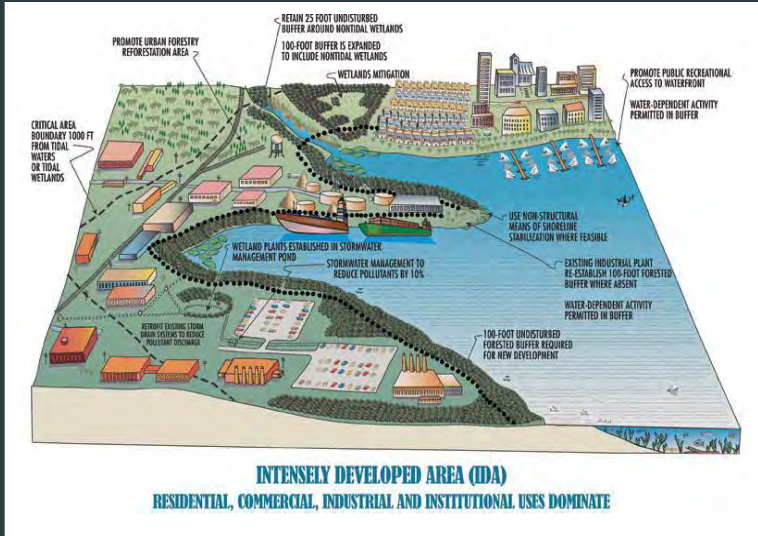 RETAIN 25 FOOT UNDISTURBED
BUFFER AROUND NONTIDAL WETLANDS
100-FOOT BUFFER IS EXPANDED
TO INCLUDE NONTIDAL WETLANDS
PROMOTE URBAN FORESTRY
REFORESTATION AREA
WETLANDS MITIGATION
PROMOTE PUBLIC RECREATIONAL
ACCESS TO WATERFRONT
WATER-DEPENDENT ACTIVITY
PERMITTED IN BUFFER
CRITICAL AREA
BOUNDARY 1000 FT
FROM TIDAL
WATERS
OR TIDAL
WETLANDS
USE NON-STRUCTURAL
MEANS OF SHORELINE
STABILIZATION WHERE FEASIBLE
WETLAND PLANTS ESTABLISHED IN STORMWATER
MANAGEMENT POND
STORMWATER MANAGEMENT TO
REDUCE POLLUTANTS BY 10%
EXISTING INDUSTRIAL PLANT
RE-ESTABLISH 100-FOOT FORESTED
BUFFER WHERE ABSENT
WATER-DEPENDENT ACTIVITY
PERMITTED IN BUFFER
RETROFIT EXISTING STORM
DRAIN SYSTEMS TO REDUCE
POLLUTANT DISCHARGE
100-FOOT UNDISTURBED
FORESTED BUFFER REQUIRED
FOR NEW DEVELOPMENT
INTENSELY DEVELOPED AREA (IDA)
RESIDENTIAL, COMMERCIAL, INDUSTRIAL AND INSTITUTIONAL USES DOMINATE